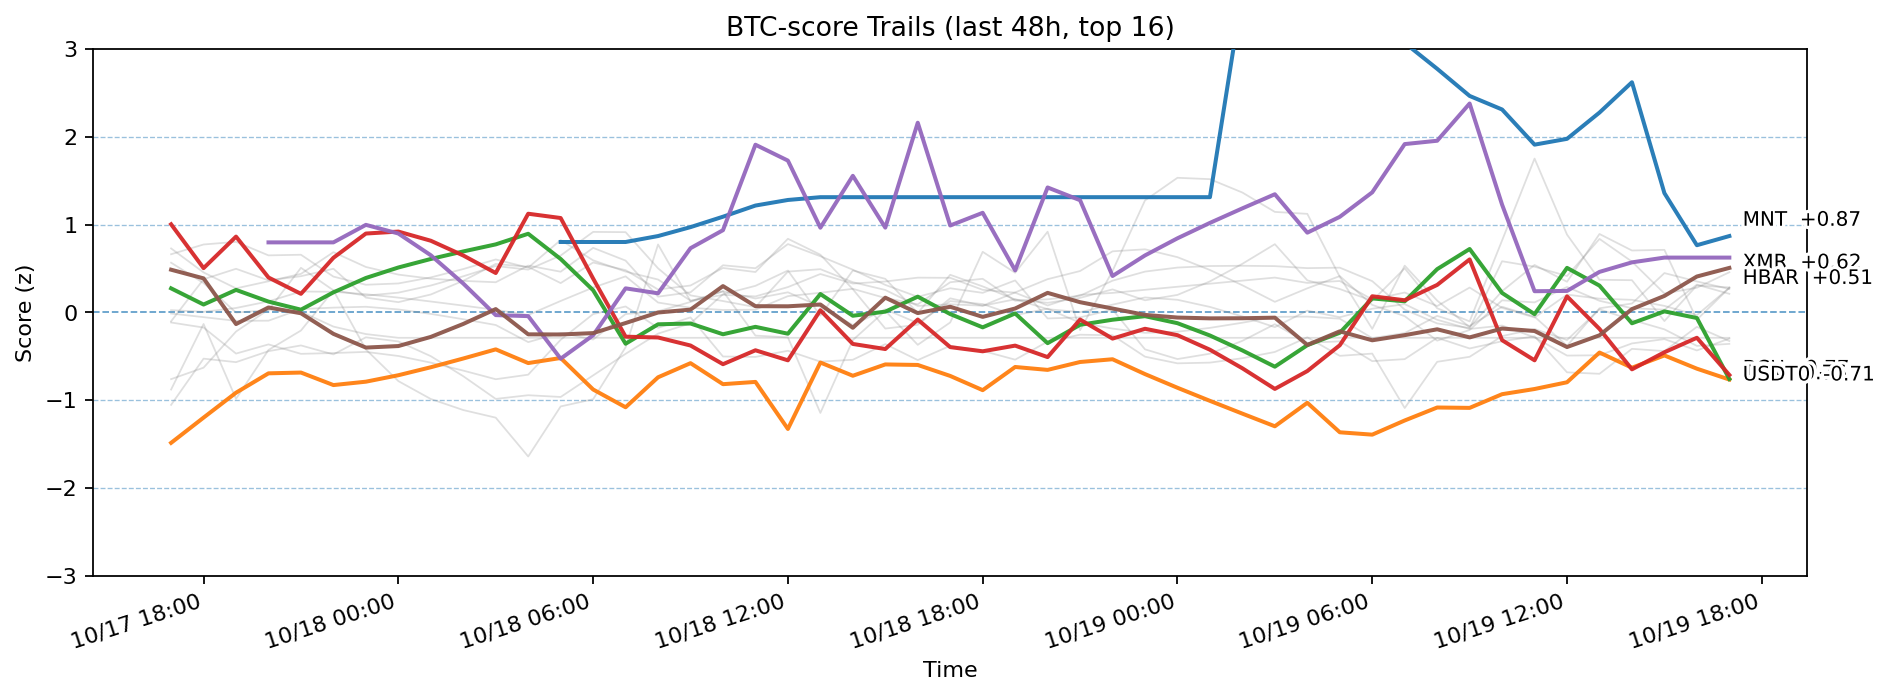 BTC-score Trails (last 48h, top 16)
Score (z)
3
2
1
0
−1
−2
−3
MNT +0.87
XMR +0.62
HBAR +0.51
USDT0 -0.71
10/17 18:00
10/18 00:00
10/18 06:00
10/18 12:00
10/18 18:00
10/19 00:00
10/19 06:00
10/19 12:00
10/19 18:00
Time